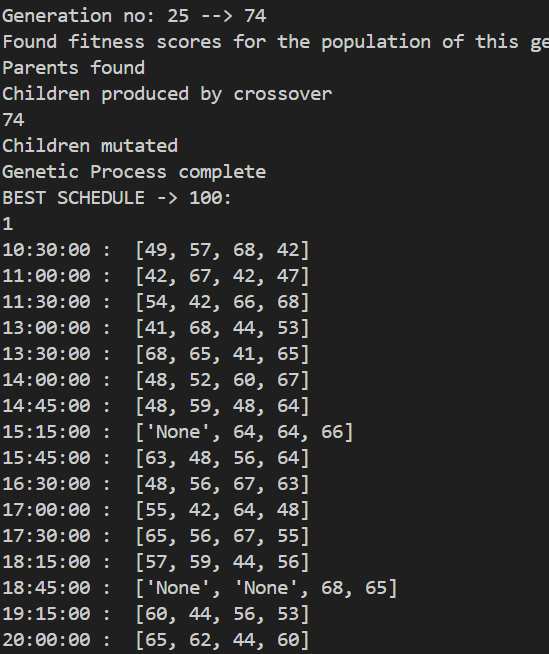 Generation no: 25 --> 74
Found fitness scores for the population of this ge
Parents found
Children produced by crossover
74
Children mutated
Genetic Process complete
BEST SCHEDULE -> 100:
1
10:30:00 :  [49, 57, 68, 42]
11:00:00 :  [42, 67, 42, 47]
11:30:00 :  [54, 42, 66, 68]
13:00:00 :  [41, 68, 44, 53]
13:30:00 :  [68, 65, 41, 65]
14:00:00 :  [48, 52, 60, 67]
14:45:00 :  [48, 59, 48, 64]
15:15:00 :  ['None', 64, 64, 66]
15:45:00 :  [63, 48, 56, 64]
16:30:00 :  [48, 56, 67, 63]
17:00:00 :  [55, 42, 64, 48]
17:30:00 :  [65, 56, 67, 55]
18:15:00 :  [57, 59, 44, 56]
18:45:00 :  ['None', 'None', 68, 65]
19:15:00 :  [60, 44, 56, 53]
20:00:00 :  [65, 62, 44, 60]